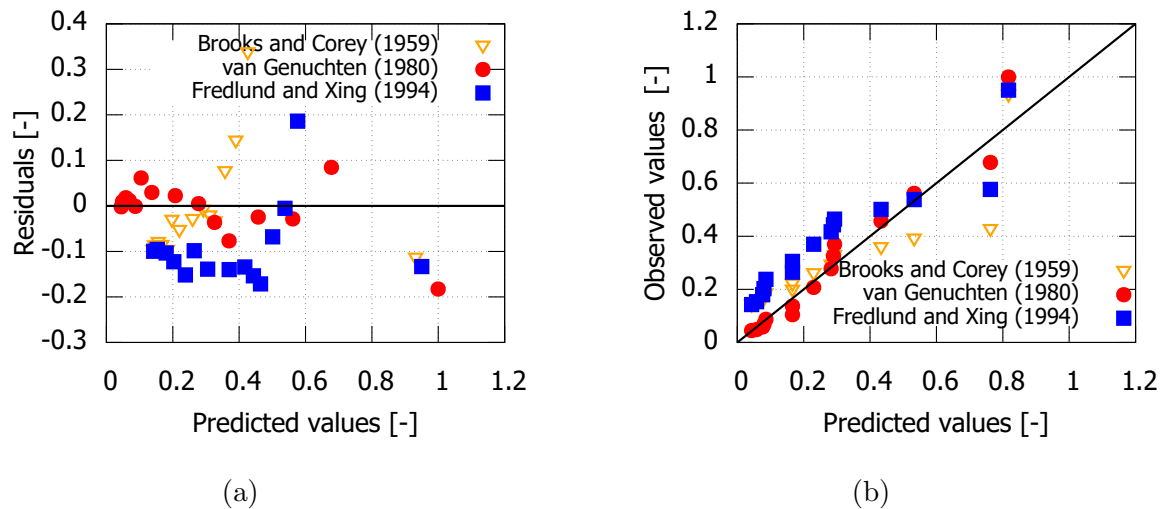 0.4
0.3
0.2
0.1
0
-0.1
-0.2
-0.3
Residuals [-]
Brooks and Corey (1959)
van Genuchten (1980)
Fredlund and Xing (1994)
0 0.2 0.4 0.6 0.8 1 1.2
Predicted values [-]
(a)
1.2
1
0.8
0.6
0.4
0.2
0
Observed values [-]
Brooks and Corey (1959)
van Genuchten (1980)
Fredlund and Xing (1994)
0 0.2 0.4 0.6 0.8 1 1.2
Predicted values [-]
(b)